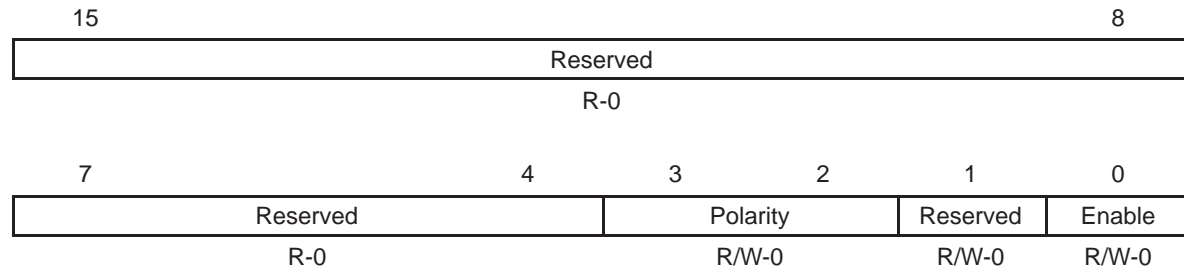 15 8
Reserved
R-0
7 4 3 2 1 0
Reserved Polarity Reserved Enable
R-0 R/W-0 R/W-0 R/W-0